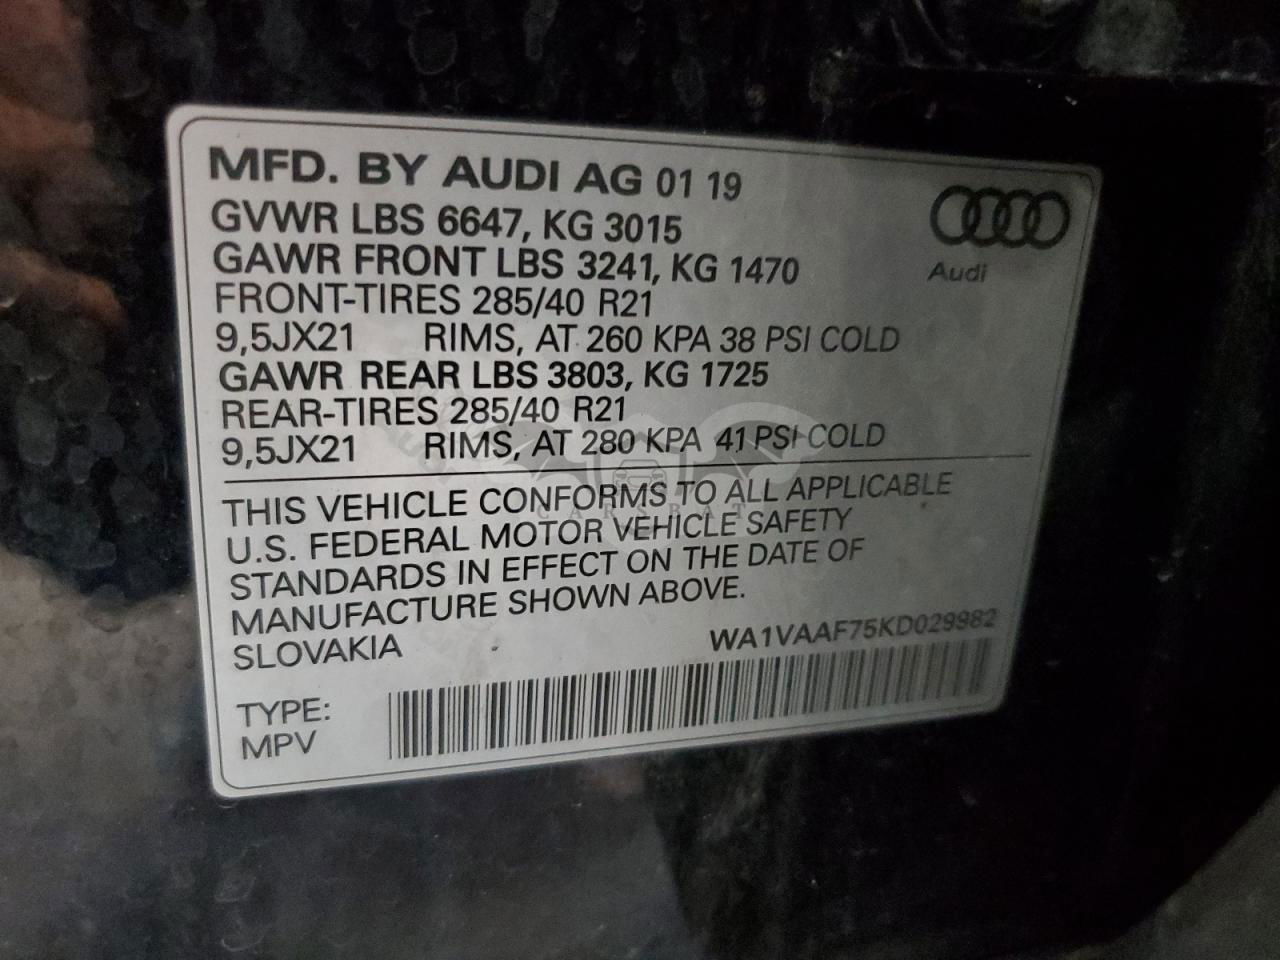 MFD. BY AUDI AG 01 19
GVWR LBS 6647, KG 3015
GAWR FRONT LBS 3241, KG 1470
FRONT-TIRES 285/40 R21
9,5JX21 RIMS, AT 260 KPA 38 PSI COLD
GAWR REAR LBS 3803, KG 1725
REAR-TIRES 285/40 R21
9,5JX21 RIMS, AT 280 KPA 41 PSI COLD
Audi
THIS VEHICLE CONFORMS TO ALL APPLICABLE
U.S. FEDERAL MOTOR VEHICLE SAFETY
STANDARDS IN EFFECT ON THE DATE OF
MANUFACTURE SHOWN ABOVE.
SLOVAKIA WA1VAAF75KD029982
TYPE:
MPV